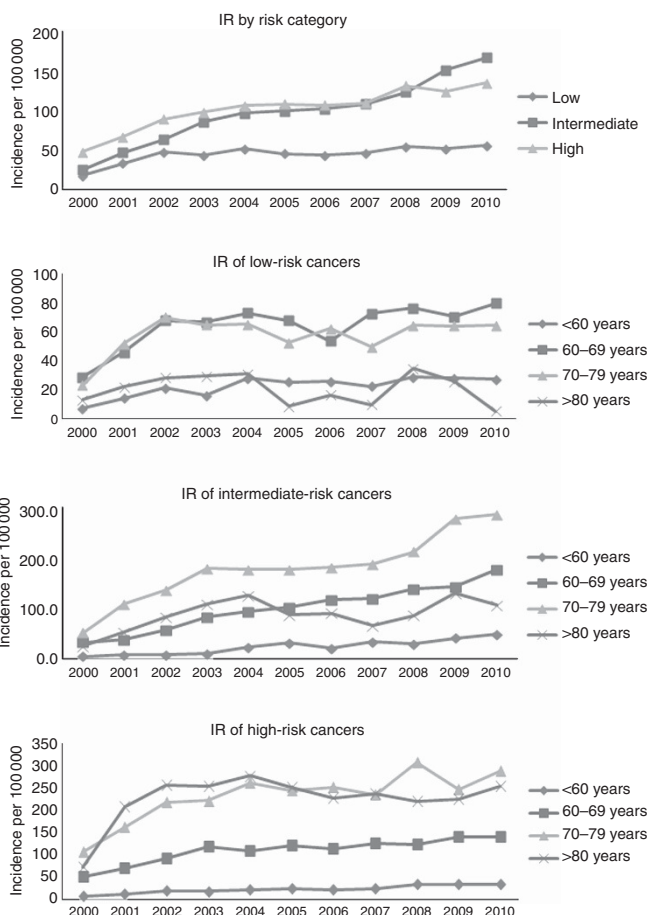 IR by risk category
Incidence per 100 000
200
150
100
50
0
2000 2001 2002 2003 2004 2005 2006 2007 2008 2009 2010
Low
Intermediate
High
IR of low-risk cancers
Incidence per 100 000
100
80
60
40
20
0
2000 2001 2002 2003 2004 2005 2006 2007 2008 2009 2010
<60 years
60–69 years
70–79 years
>80 years
IR of intermediate-risk cancers
Incidence per 100 000
300.0
200.0
100.0
0.0
2000 2001 2002 2003 2004 2005 2006 2007 2008 2009 2010
<60 years
60–69 years
70–79 years
>80 years
IR of high-risk cancers
Incidence per 100 000
350
300
250
200
150
100
50
0
2000 2001 2002 2003 2004 2005 2006 2007 2008 2009 2010
<60 years
60–69 years
70–79 years
>80 years